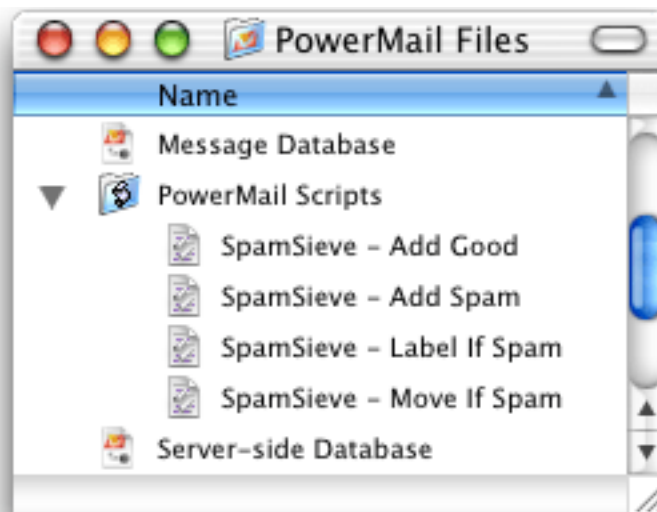 PowerMail Files
Name
Message Database
PowerMail Scripts
SpamSieve – Add Good
SpamSieve – Add Spam
SpamSieve – Label If Spam
SpamSieve – Move If Spam
Server-side Database